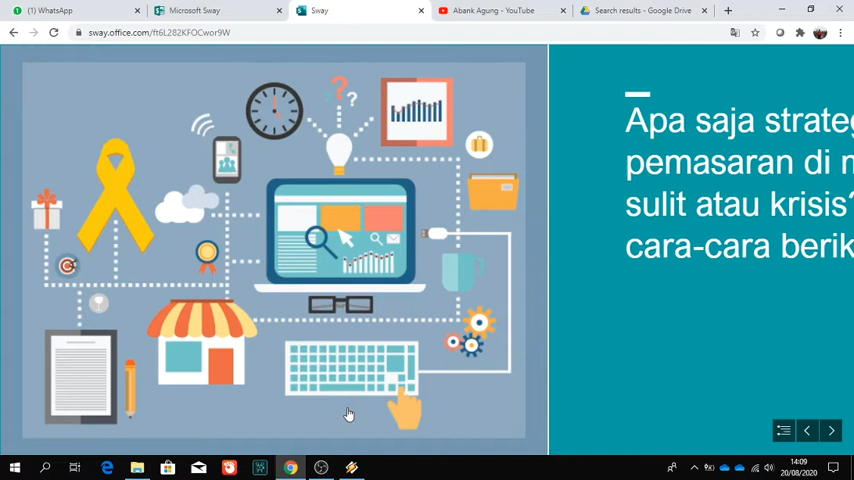 (1) WhatsApp
Microsoft Sway
Sway
Abank Agung - YouTube
Search results - Google Drive
sway.office.com/ft6L282KFOCwor9W
Apa saja strateg
pemasaran di m
sulit atau krisis?
cara-cara berik
14:09
20/08/2020